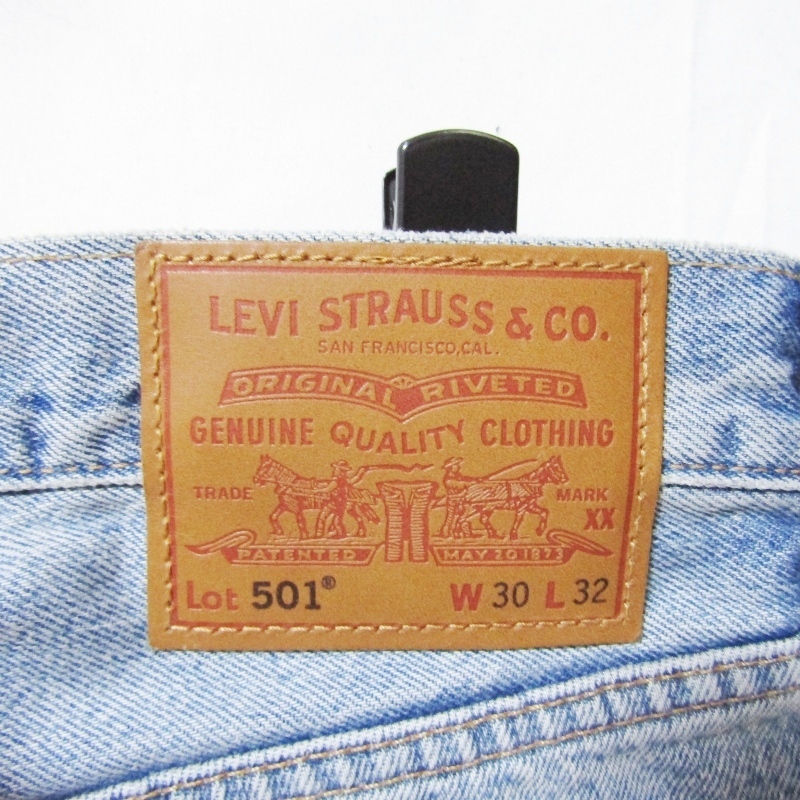 LEVI STRAUSS & CO.
SAN FRANCISCO, CAL.
ORIGINAL RIVETED
GENUINE QUALITY CLOTHING
TRADE MARK
XX
PATENTED MAY 20 1873
Lot 501® W 30 L 32